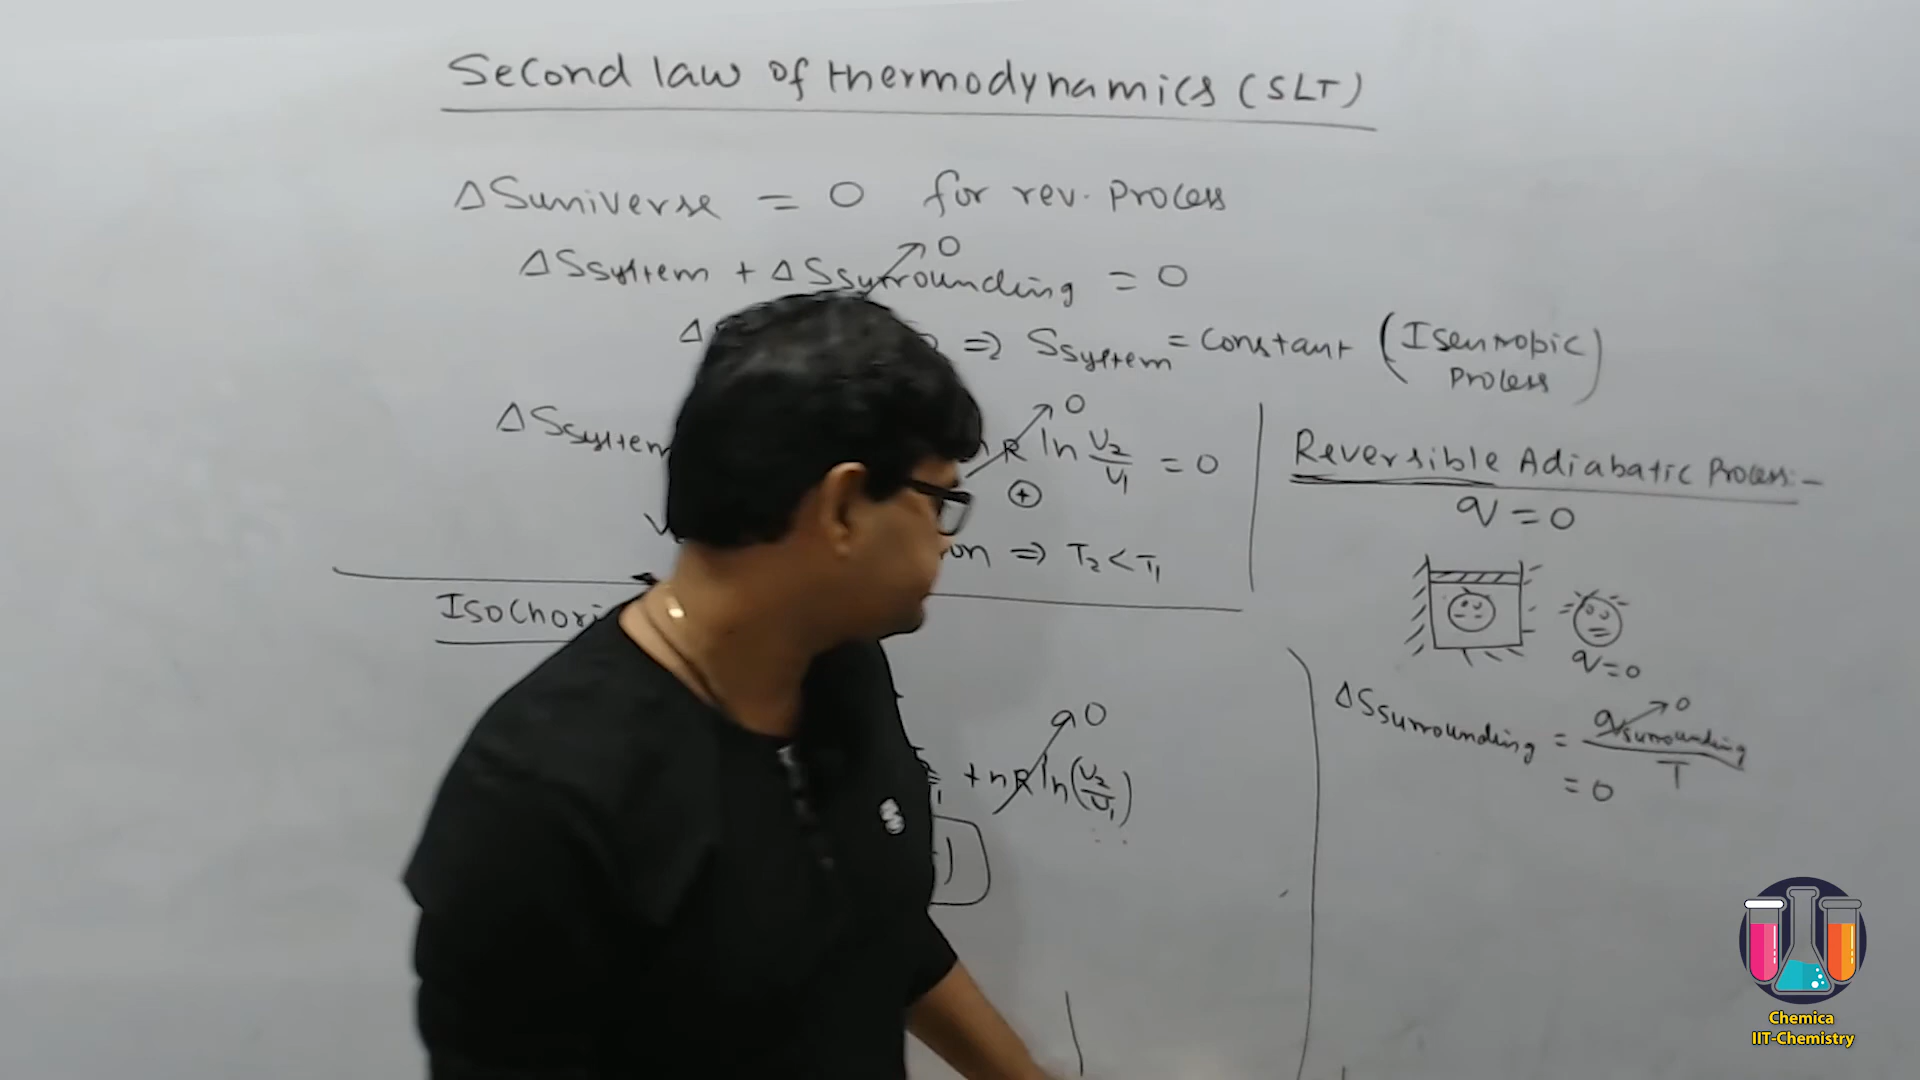 Second law of thermodynamics (SLT)
ΔSuniverse = 0 for rev. process
ΔSsystem + ΔSsurrounding = 0
0
Δ ⇒ Ssystem = Constant (Isentropic Process)
ΔSsystem R ln V2/V1 = 0
0
⊕
⇒ T2 < T1
Isochori
0
+ nR ln(V2/V1)
Reversible Adiabatic Process:-
q = 0
q = 0
ΔSsurrounding = qsurrounding/T
0
= 0
Chemica
IIT-Chemistry